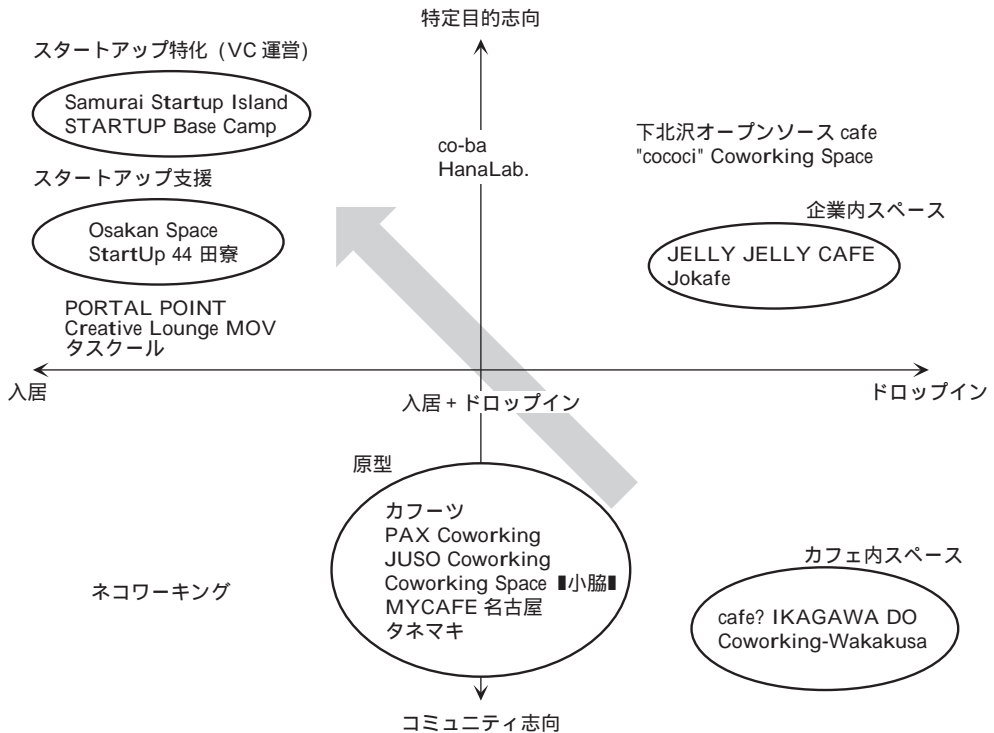 特定目的志向
スタートアップ特化 (VC 運営)
Samurai Startup Island
STARTUP Base Camp
co-ba
HanaLab.
下北沢オープンソース cafe
"cococi" Coworking Space
スタートアップ支援
Osakan Space
StartUp 44 田寮
企業内スペース
JELLY JELLY CAFE
Jokafe
PORTAL POINT
Creative Lounge MOV
タスクール
入居
ドロップイン
入居 + ドロップイン
原型
カフーツ
PAX Coworking
JUSO Coworking
Coworking Space ▮小脇▮
MYCAFE 名古屋
タネマキ
ネコワーキング
カフェ内スペース
cafe? IKAGAWA DO
Coworking-Wakakusa
コミュニティ志向